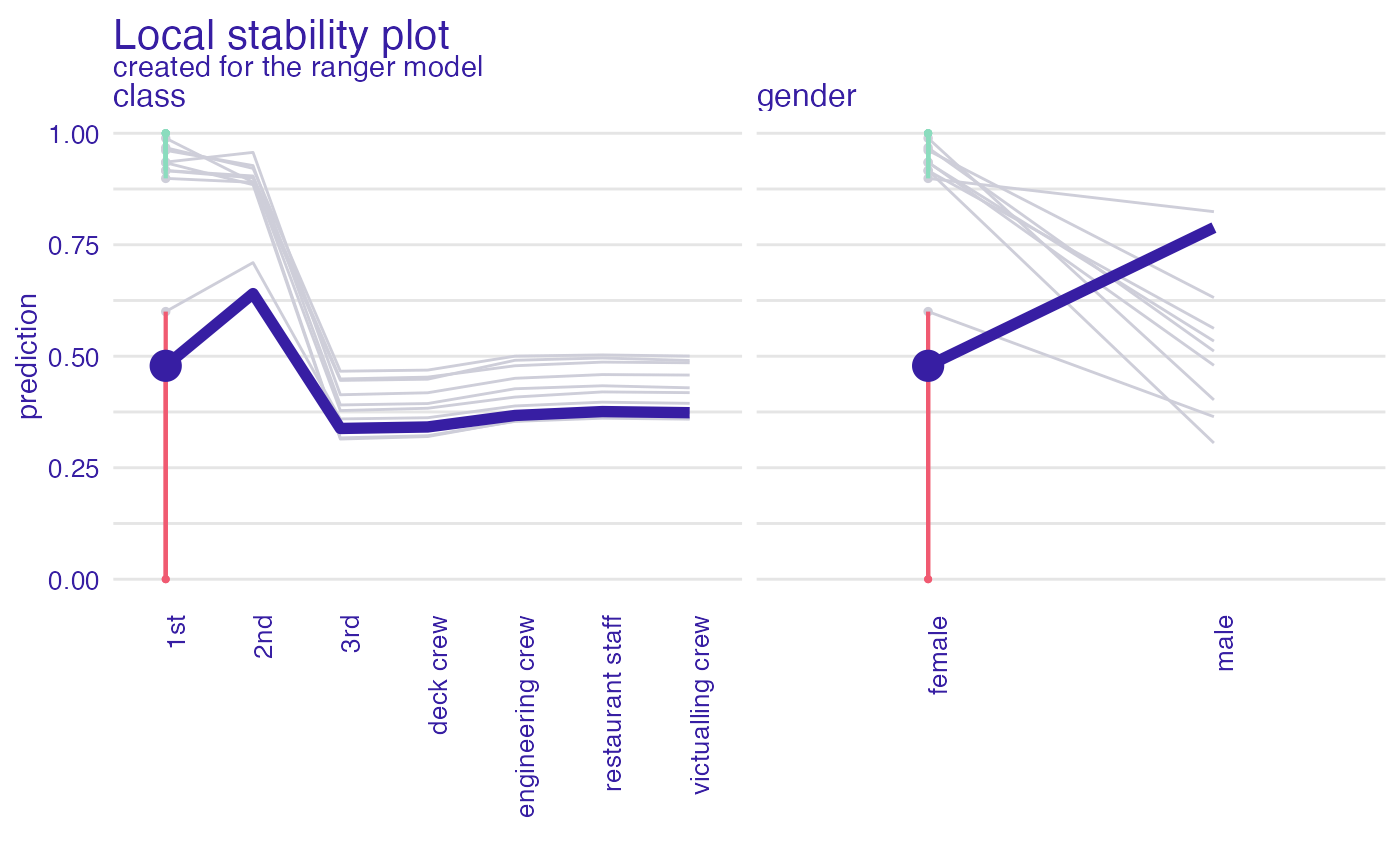 Local stability plot
created for the ranger model
class
gender
prediction
1.00
0.75
0.50
0.25
0.00
1st
2nd
3rd
deck crew
engineering crew
restaurant staff
victualling crew
female
male